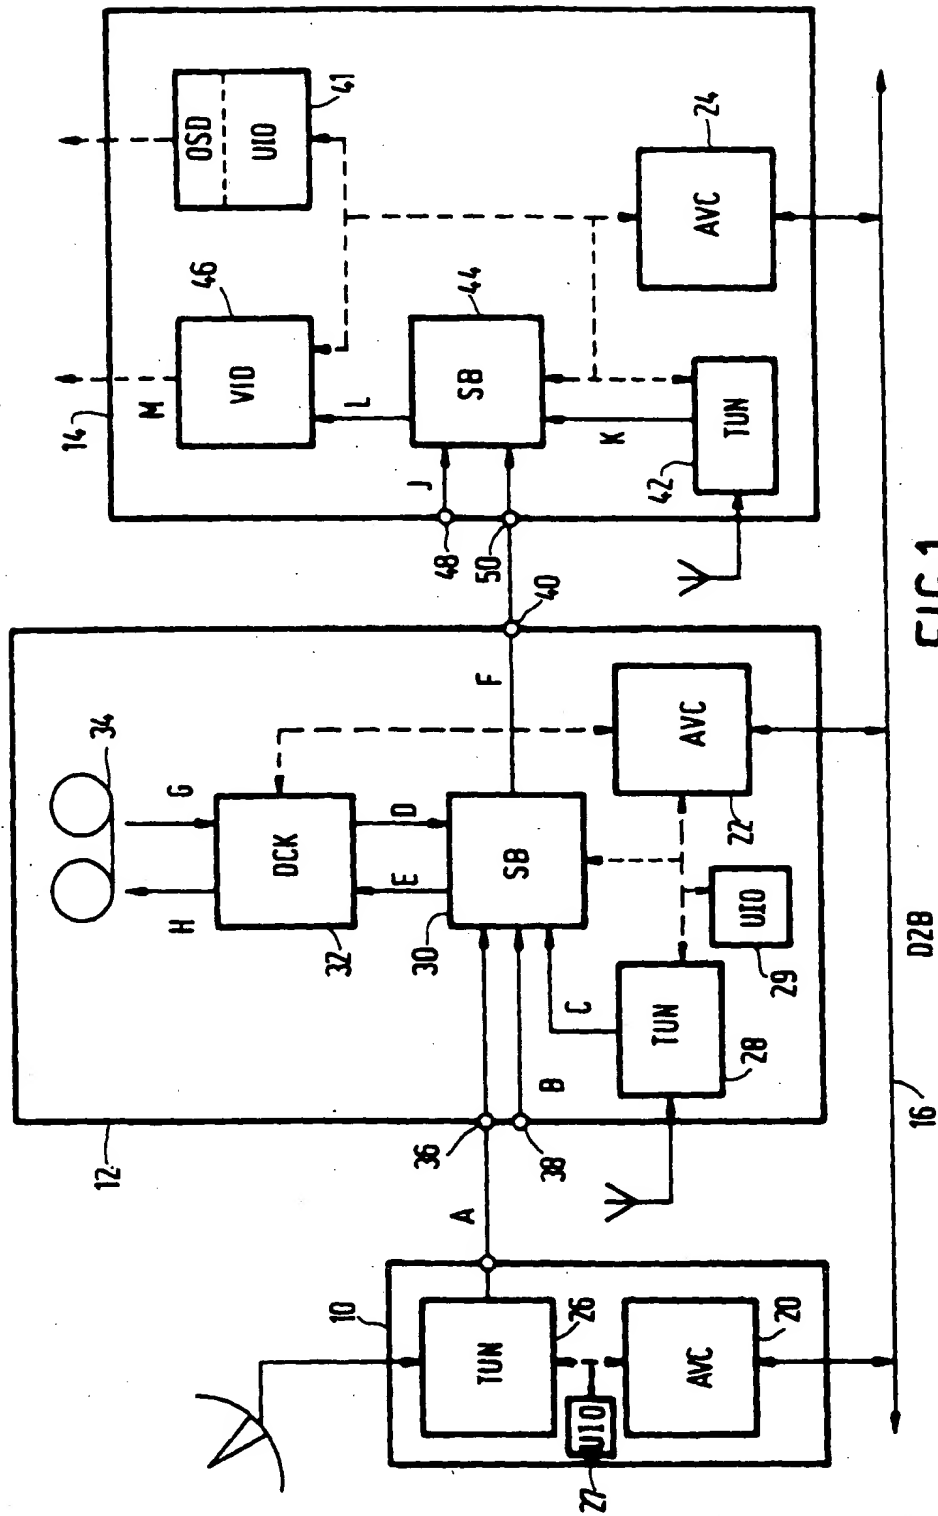 10
TUN
26
UIO
27
AVC
20
A
12
36
38
B
C
TUN
28
UIO
29
AVC
22
SB
30
E
D
DCK
32
H
G
34
F
40
14
48
50
J
K
L
M
TUN
42
SB
44
VID
46
OSD
UIO
41
AVC
24
16
D2B
FIG.1